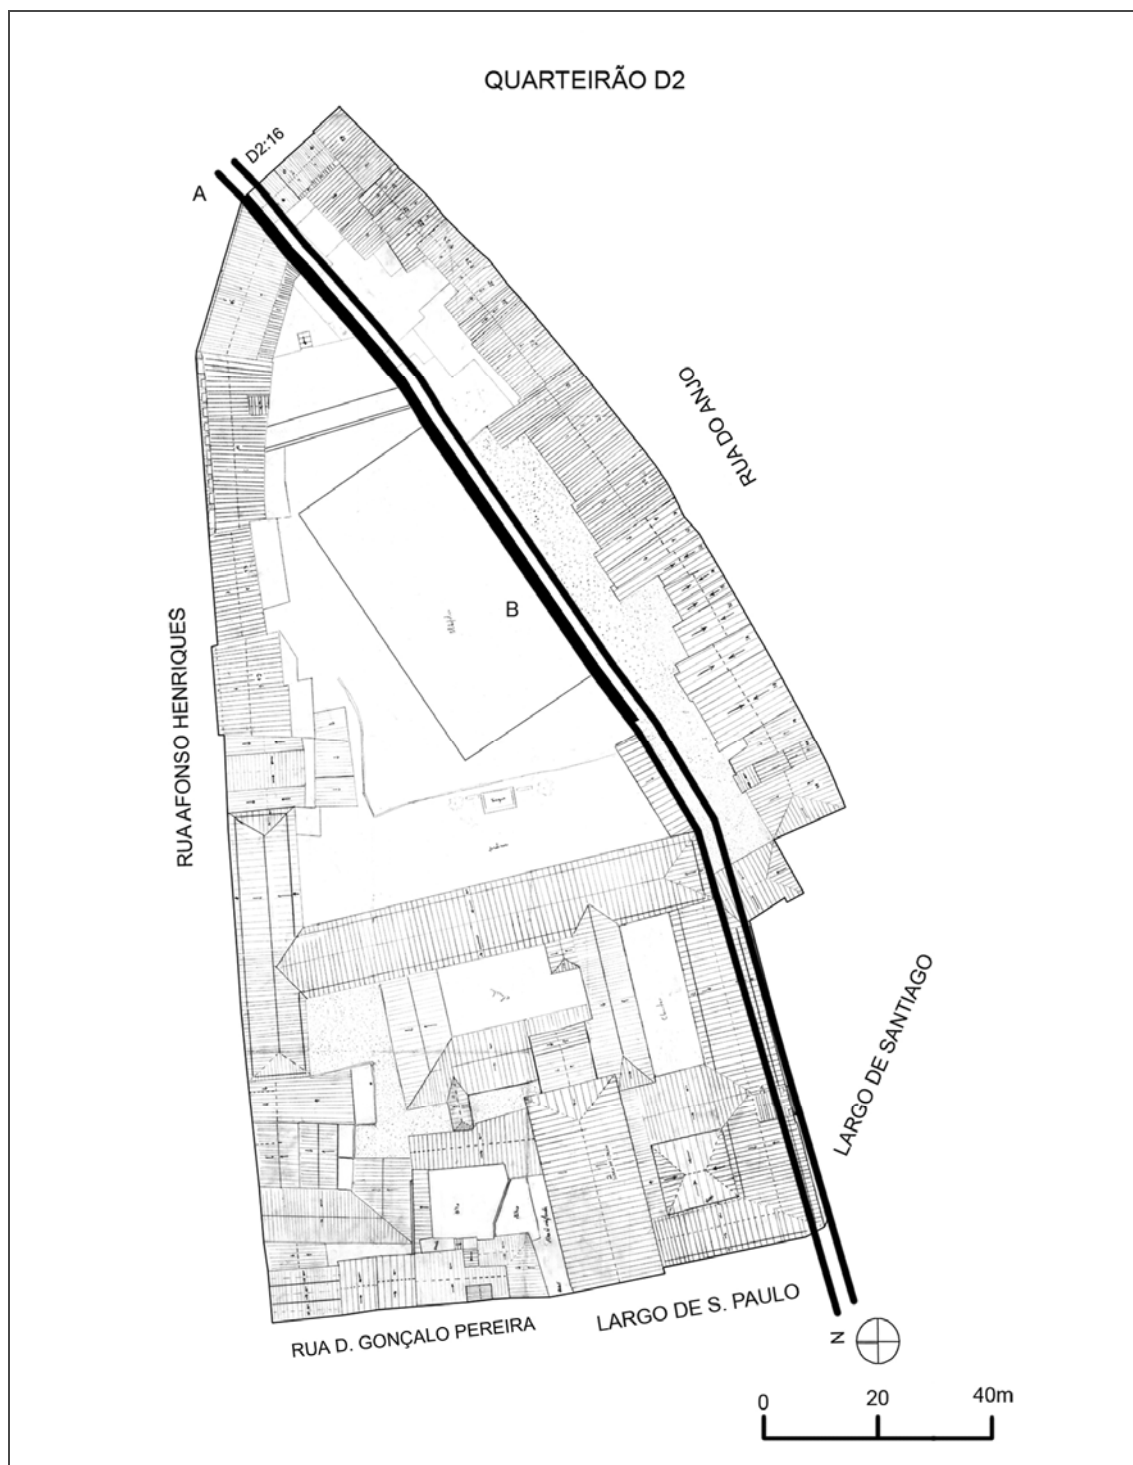 QUARTEIRÃO D2
D2:16
A
RUA DO ANJO
B
RUA AFONSO HENRIQUES
LARGO DE SANTIAGO
LARGO DE S. PAULO
RUA D. GONÇALO PEREIRA
N
0 20 40m